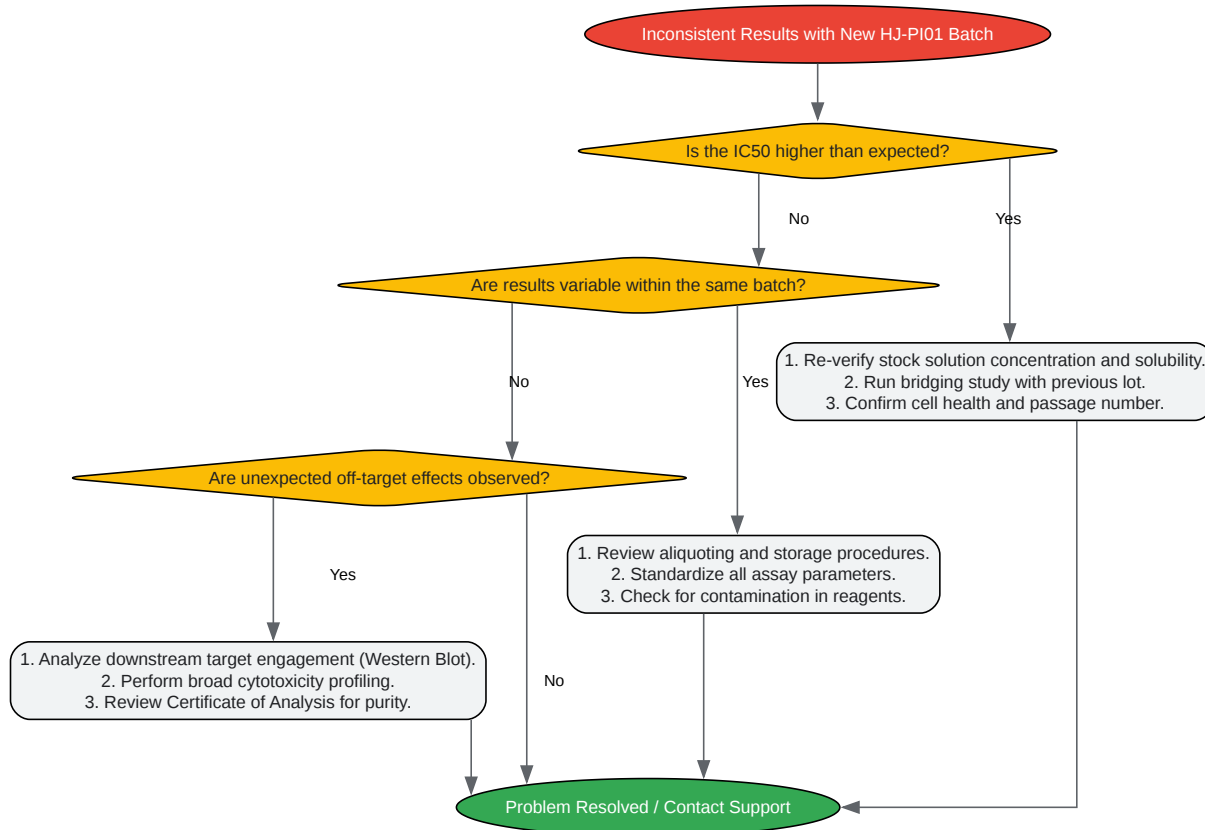 Inconsistent Results with New HJ-PI01 Batch
Is the IC50 higher than expected?
No
Yes
Are results variable within the same batch?
1. Re-verify stock solution concentration and solubility.
2. Run bridging study with previous lot.
3. Confirm cell health and passage number.
No
Yes
Are unexpected off-target effects observed?
1. Review aliquoting and storage procedures.
2. Standardize all assay parameters.
3. Check for contamination in reagents.
Yes
No
1. Analyze downstream target engagement (Western Blot).
2. Perform broad cytotoxicity profiling.
3. Review Certificate of Analysis for purity.
Problem Resolved / Contact Support